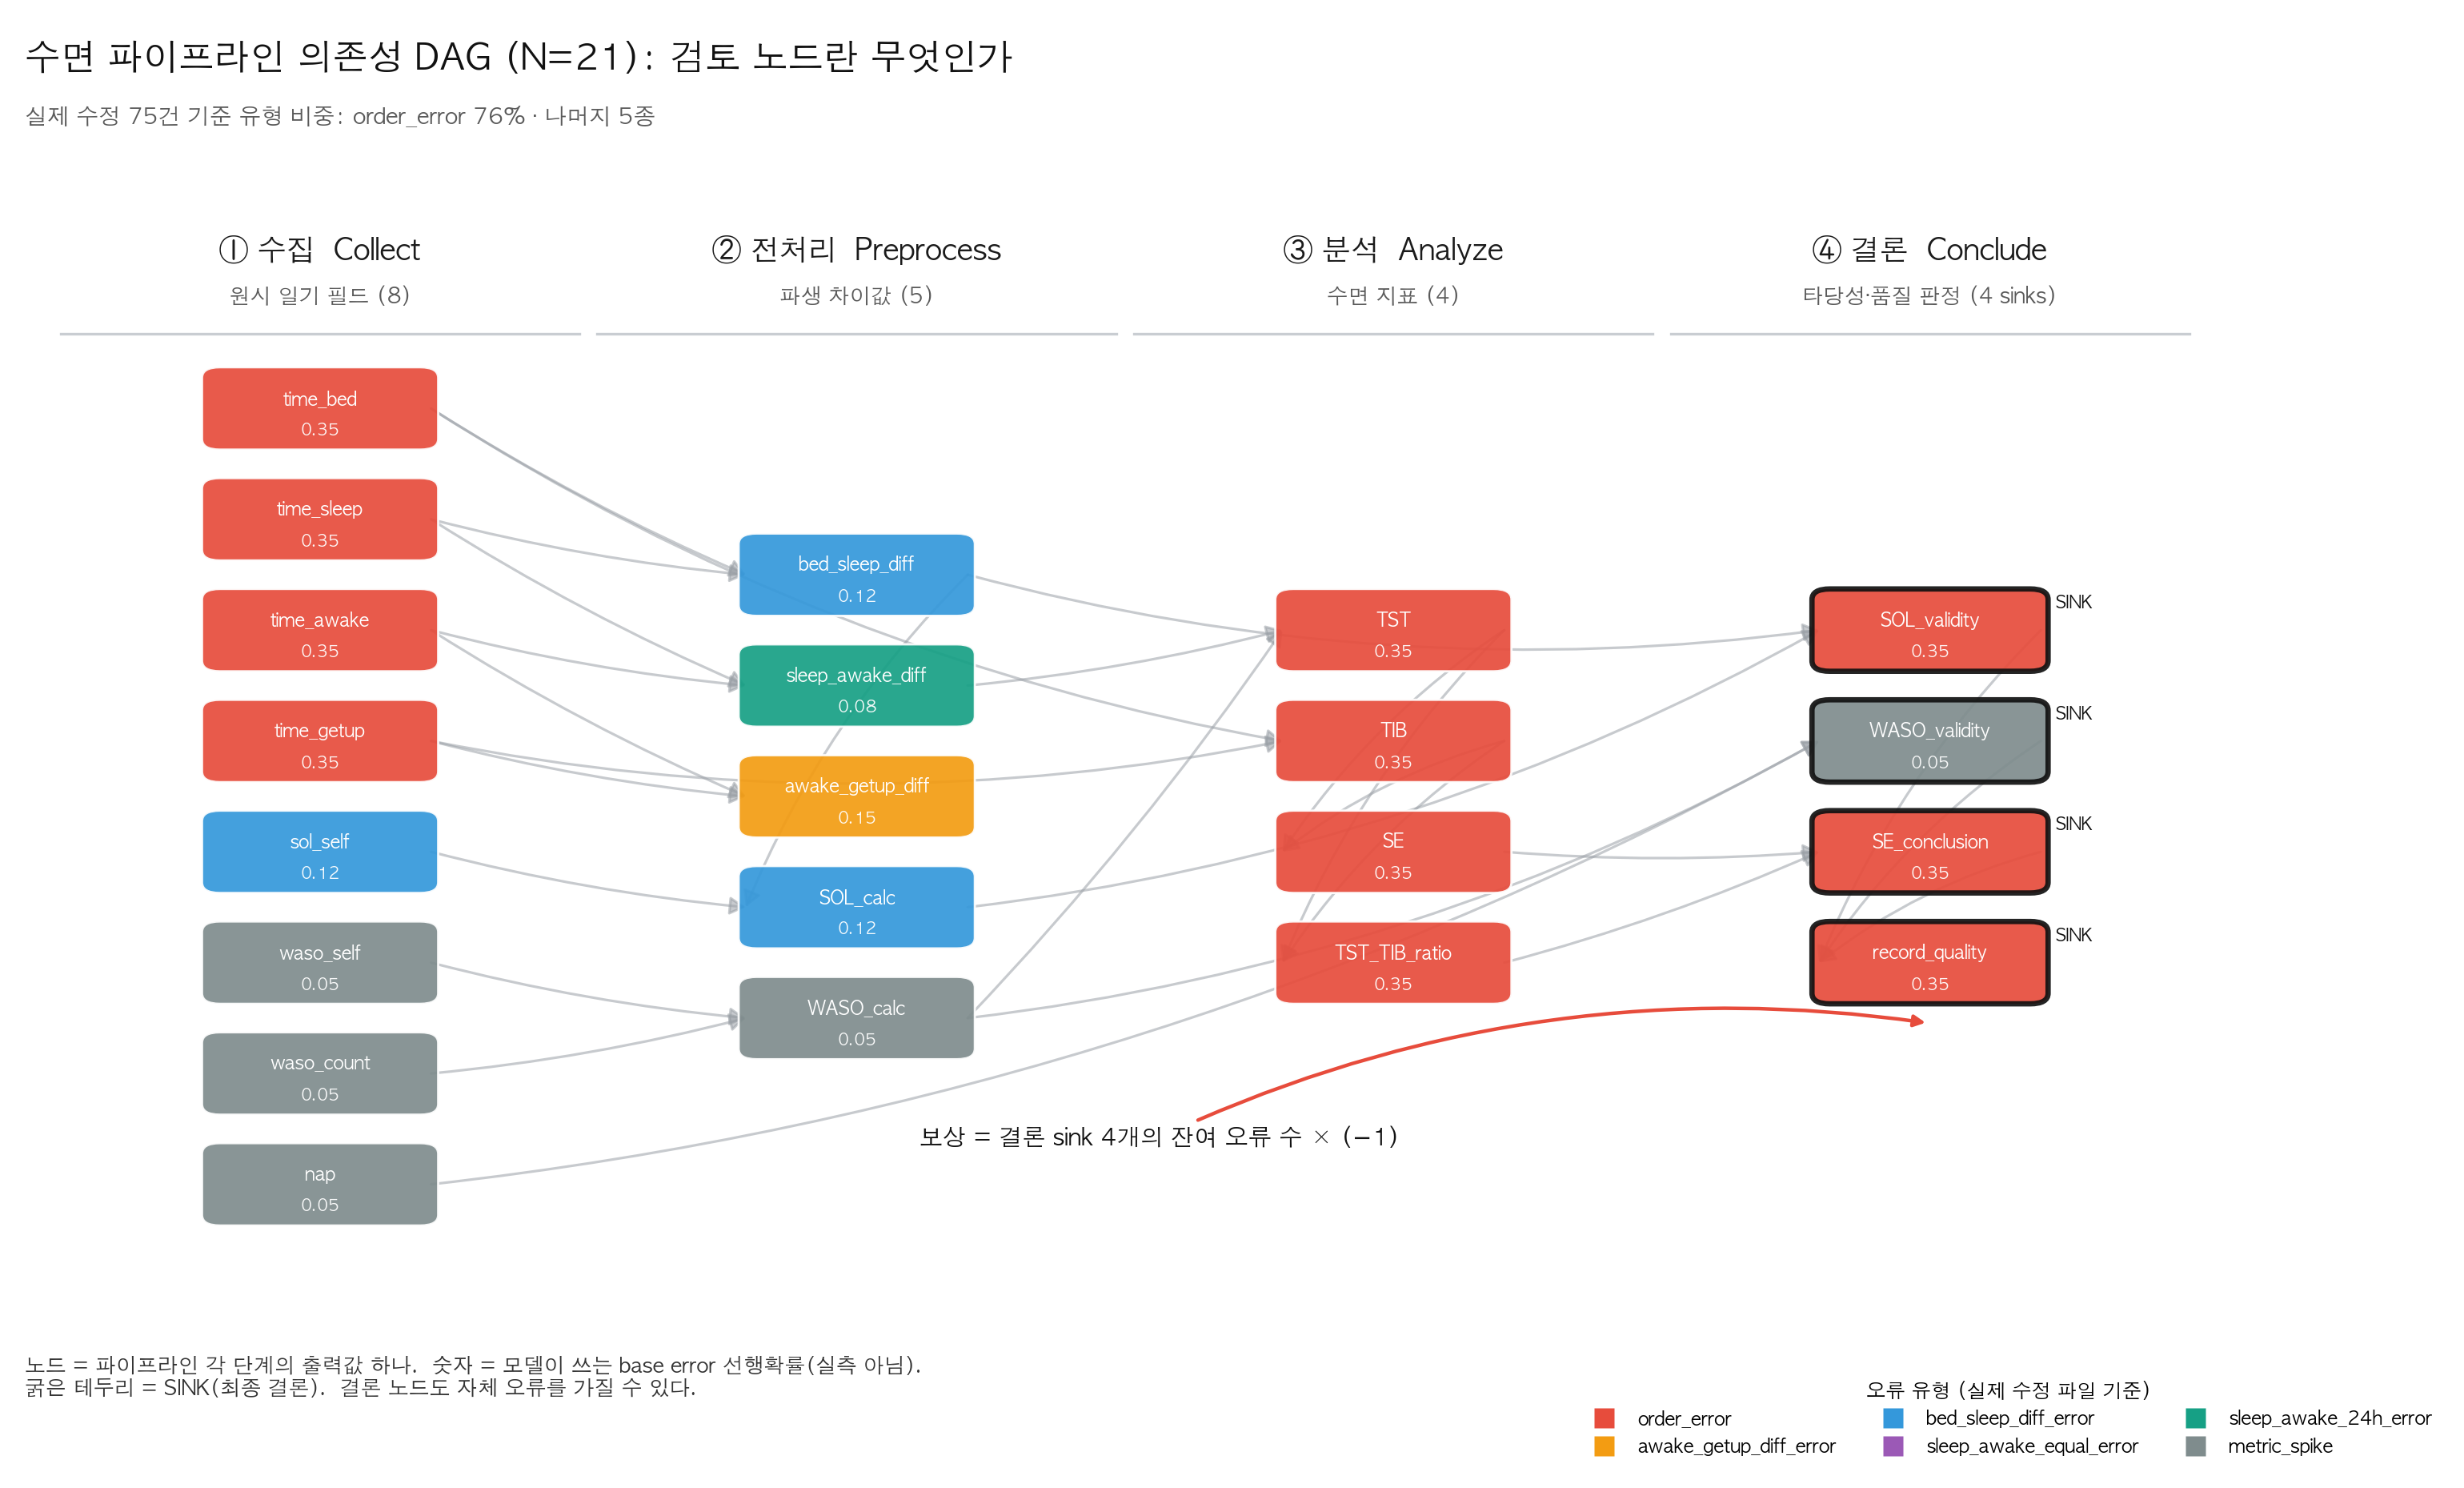 수면 파이프라인 의존성 DAG (N=21): 검토 노드란 무엇인가
실제 수정 75건 기준 유형 비중: order_error 76% · 나머지 5종
① 수집 Collect
원시 일기 필드 (8)
② 전처리 Preprocess
파생 차이값 (5)
③ 분석 Analyze
수면 지표 (4)
④ 결론 Conclude
타당성·품질 판정 (4 sinks)
time_bed
0.35
time_sleep
0.35
time_awake
0.35
time_getup
0.35
sol_self
0.12
waso_self
0.05
waso_count
0.05
nap
0.05
bed_sleep_diff
0.12
sleep_awake_diff
0.08
awake_getup_diff
0.15
SOL_calc
0.12
WASO_calc
0.05
TST
0.35
TIB
0.35
SE
0.35
TST_TIB_ratio
0.35
SOL_validity
0.35
SINK
WASO_validity
0.05
SINK
SE_conclusion
0.35
SINK
record_quality
0.35
SINK
보상 = 결론 sink 4개의 잔여 오류 수 × (−1)
노드 = 파이프라인 각 단계의 출력값 하나. 숫자 = 모델이 쓰는 base error 선행확률(실측 아님).
굵은 테두리 = SINK(최종 결론). 결론 노드도 자체 오류를 가질 수 있다.
오류 유형 (실제 수정 파일 기준)
order_error
bed_sleep_diff_error
sleep_awake_24h_error
awake_getup_diff_error
sleep_awake_equal_error
metric_spike